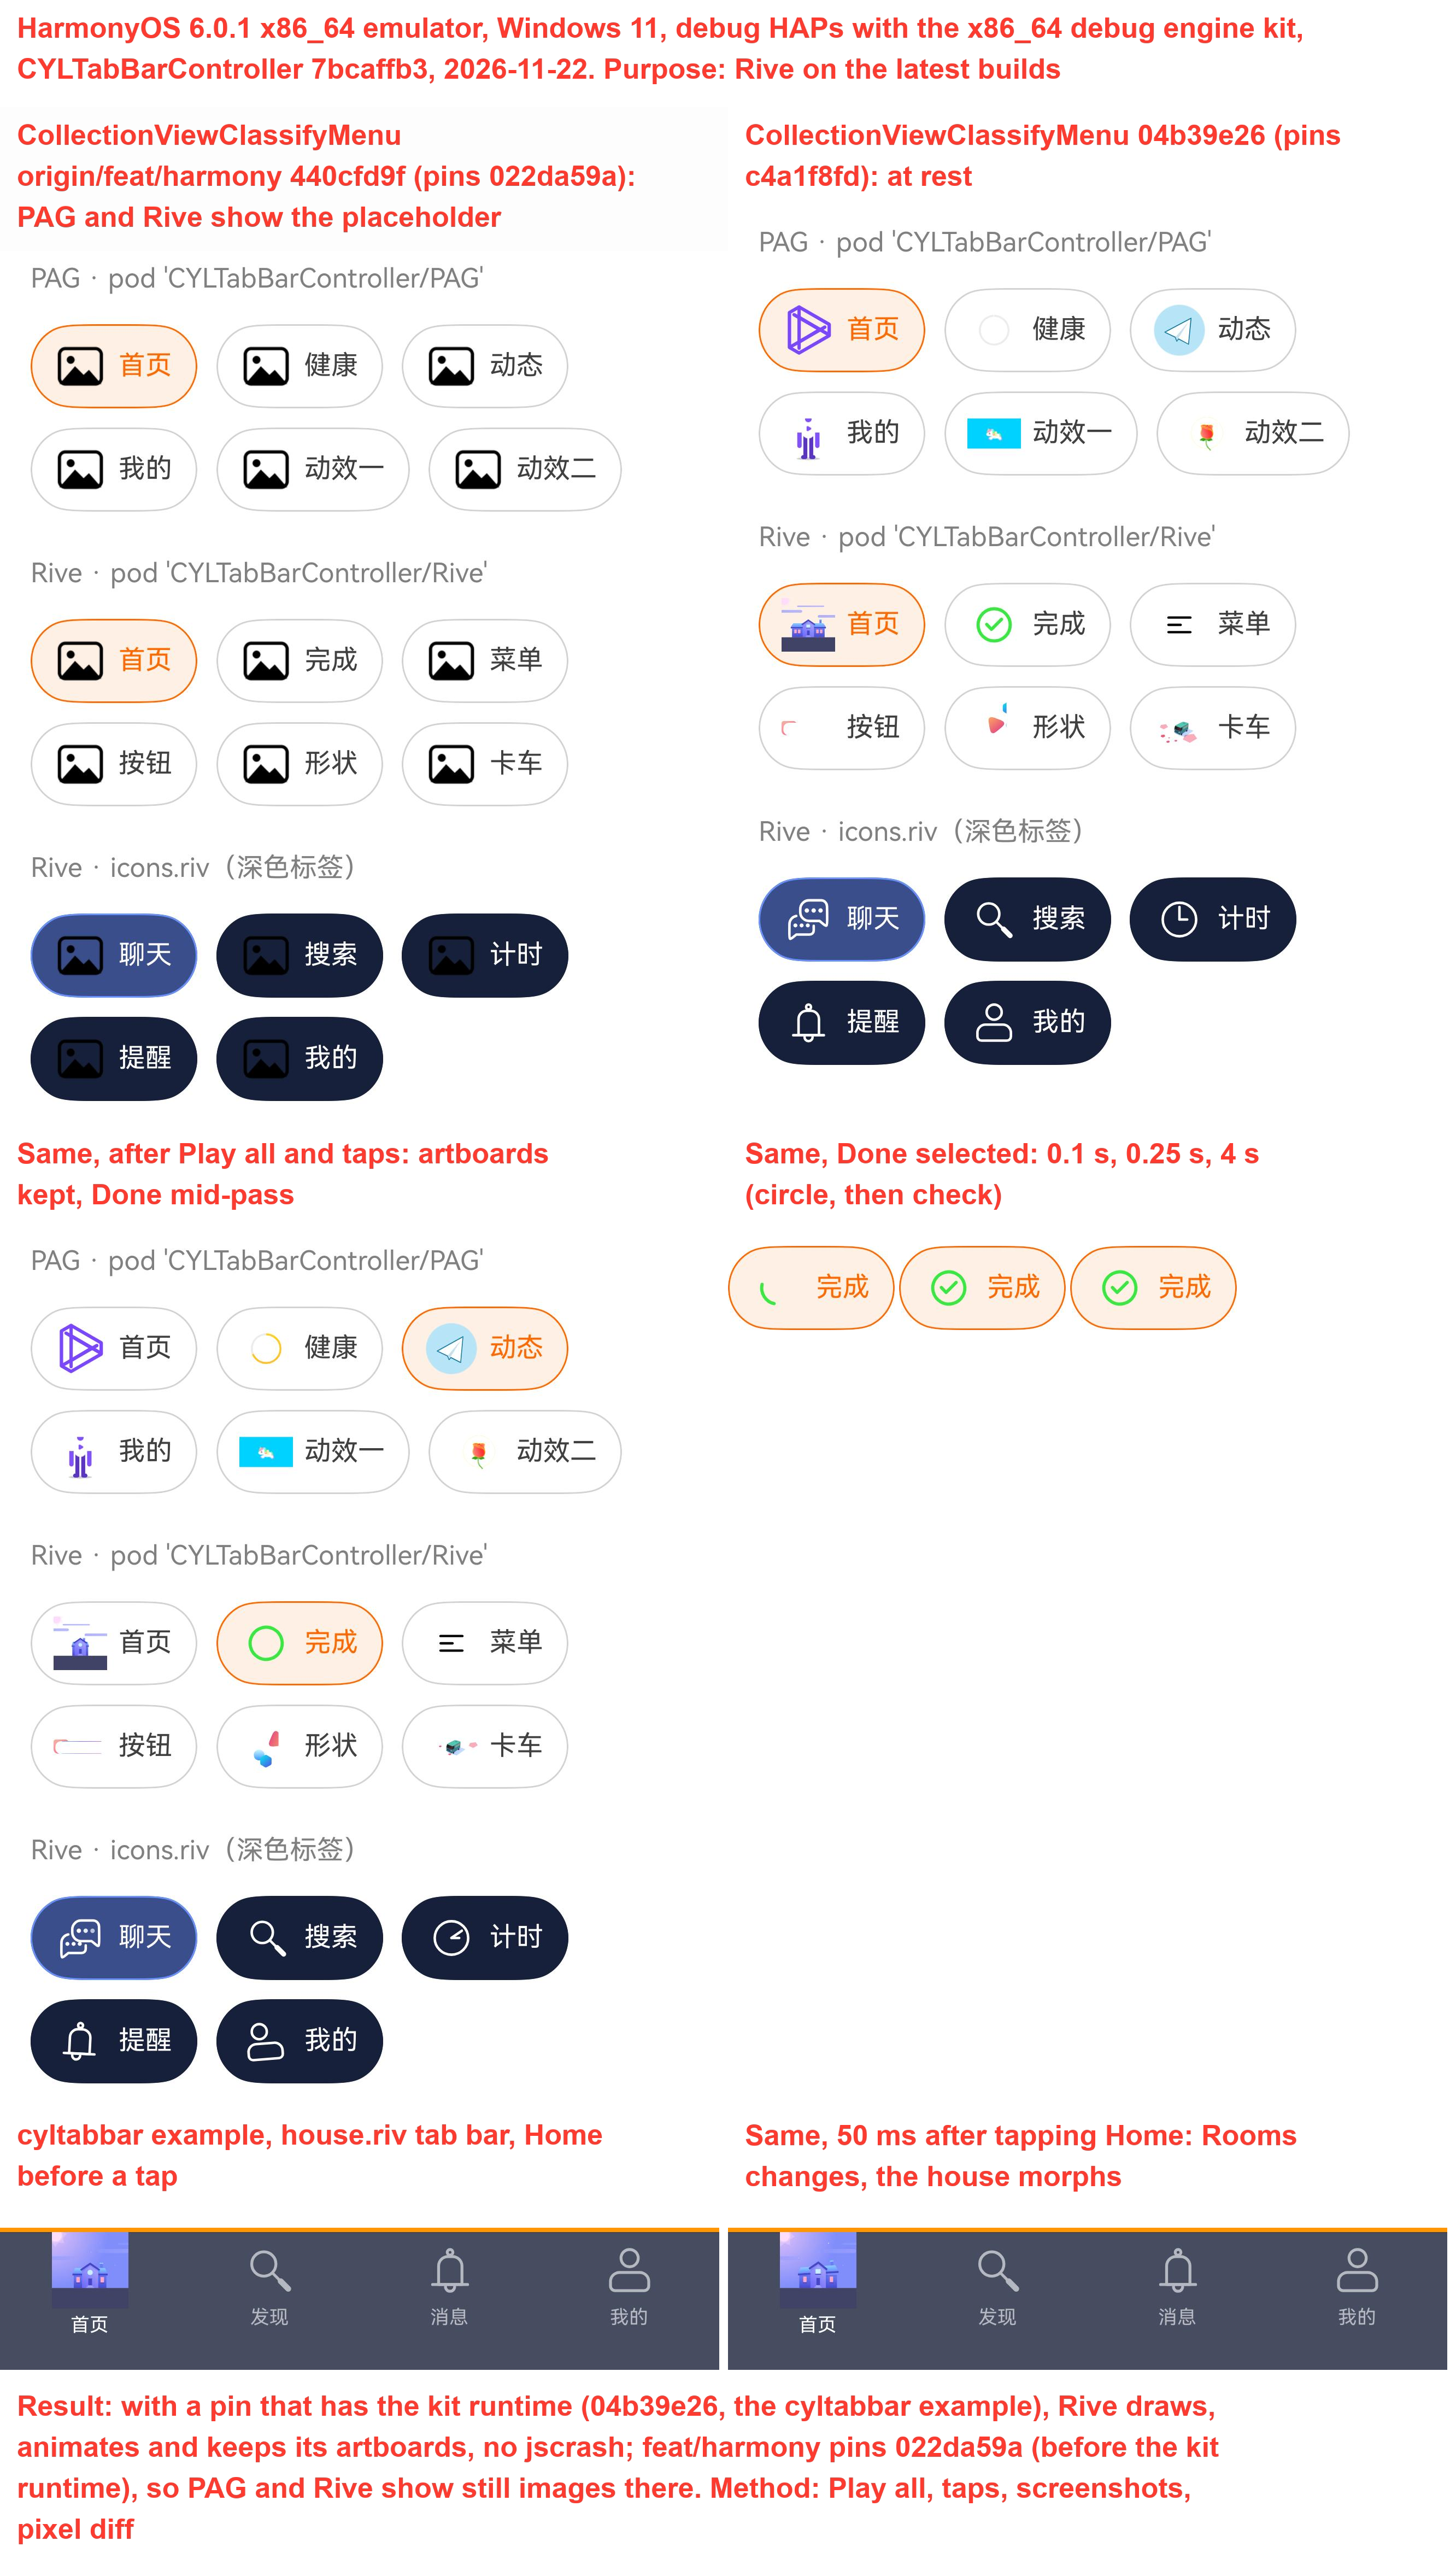 HarmonyOS 6.0.1 x86_64 emulator, Windows 11, debug HAPs with the x86_64 debug engine kit,
CYLTabBarController 7bcaffb3, 2026-11-22. Purpose: Rive on the latest builds
CollectionViewClassifyMenu
origin/feat/harmony 440cfd9f (pins 022da59a):
PAG and Rive show the placeholder
PAG · pod 'CYLTabBarController/PAG'
首页 健康 动态
我的 动效一 动效二
Rive · pod 'CYLTabBarController/Rive'
首页 完成 菜单
按钮 形状 卡车
Rive · icons.riv（深色标签）
聊天 搜索 计时
提醒 我的
CollectionViewClassifyMenu 04b39e26 (pins
c4a1f8fd): at rest
PAG · pod 'CYLTabBarController/PAG'
首页 健康 动态
我的 动效一 动效二
Rive · pod 'CYLTabBarController/Rive'
首页 完成 菜单
按钮 形状 卡车
Rive · icons.riv（深色标签）
聊天 搜索 计时
提醒 我的
Same, after Play all and taps: artboards
kept, Done mid-pass
PAG · pod 'CYLTabBarController/PAG'
首页 健康 动态
我的 动效一 动效二
Rive · pod 'CYLTabBarController/Rive'
首页 完成 菜单
按钮 形状 卡车
Rive · icons.riv（深色标签）
聊天 搜索 计时
提醒 我的
Same, Done selected: 0.1 s, 0.25 s, 4 s
(circle, then check)
完成 完成 完成
cyltabbar example, house.riv tab bar, Home
before a tap
首页 发现 消息 我的
Same, 50 ms after tapping Home: Rooms
changes, the house morphs
首页 发现 消息 我的
Result: with a pin that has the kit runtime (04b39e26, the cyltabbar example), Rive draws,
animates and keeps its artboards, no jscrash; feat/harmony pins 022da59a (before the kit
runtime), so PAG and Rive show still images there. Method: Play all, taps, screenshots,
pixel diff